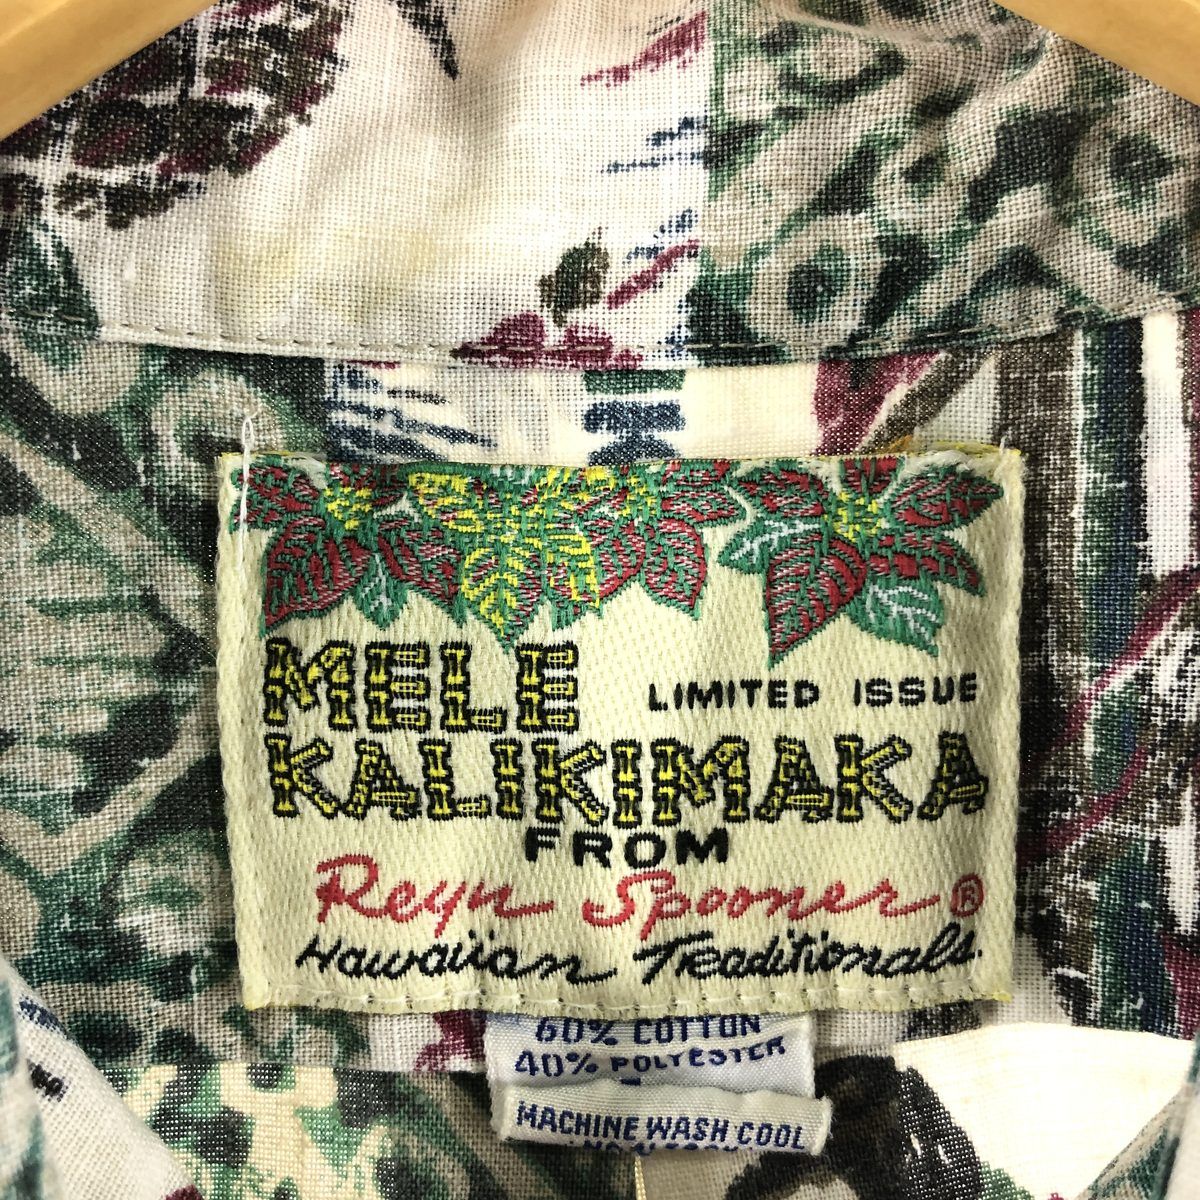 MELE
LIMITED ISSUE
KALIKIMAKA
FROM
Reyn Spooner®
Hawaiian Traditionals.
60% COTTON
40% POLYESTER
MACHINE WASH COOL